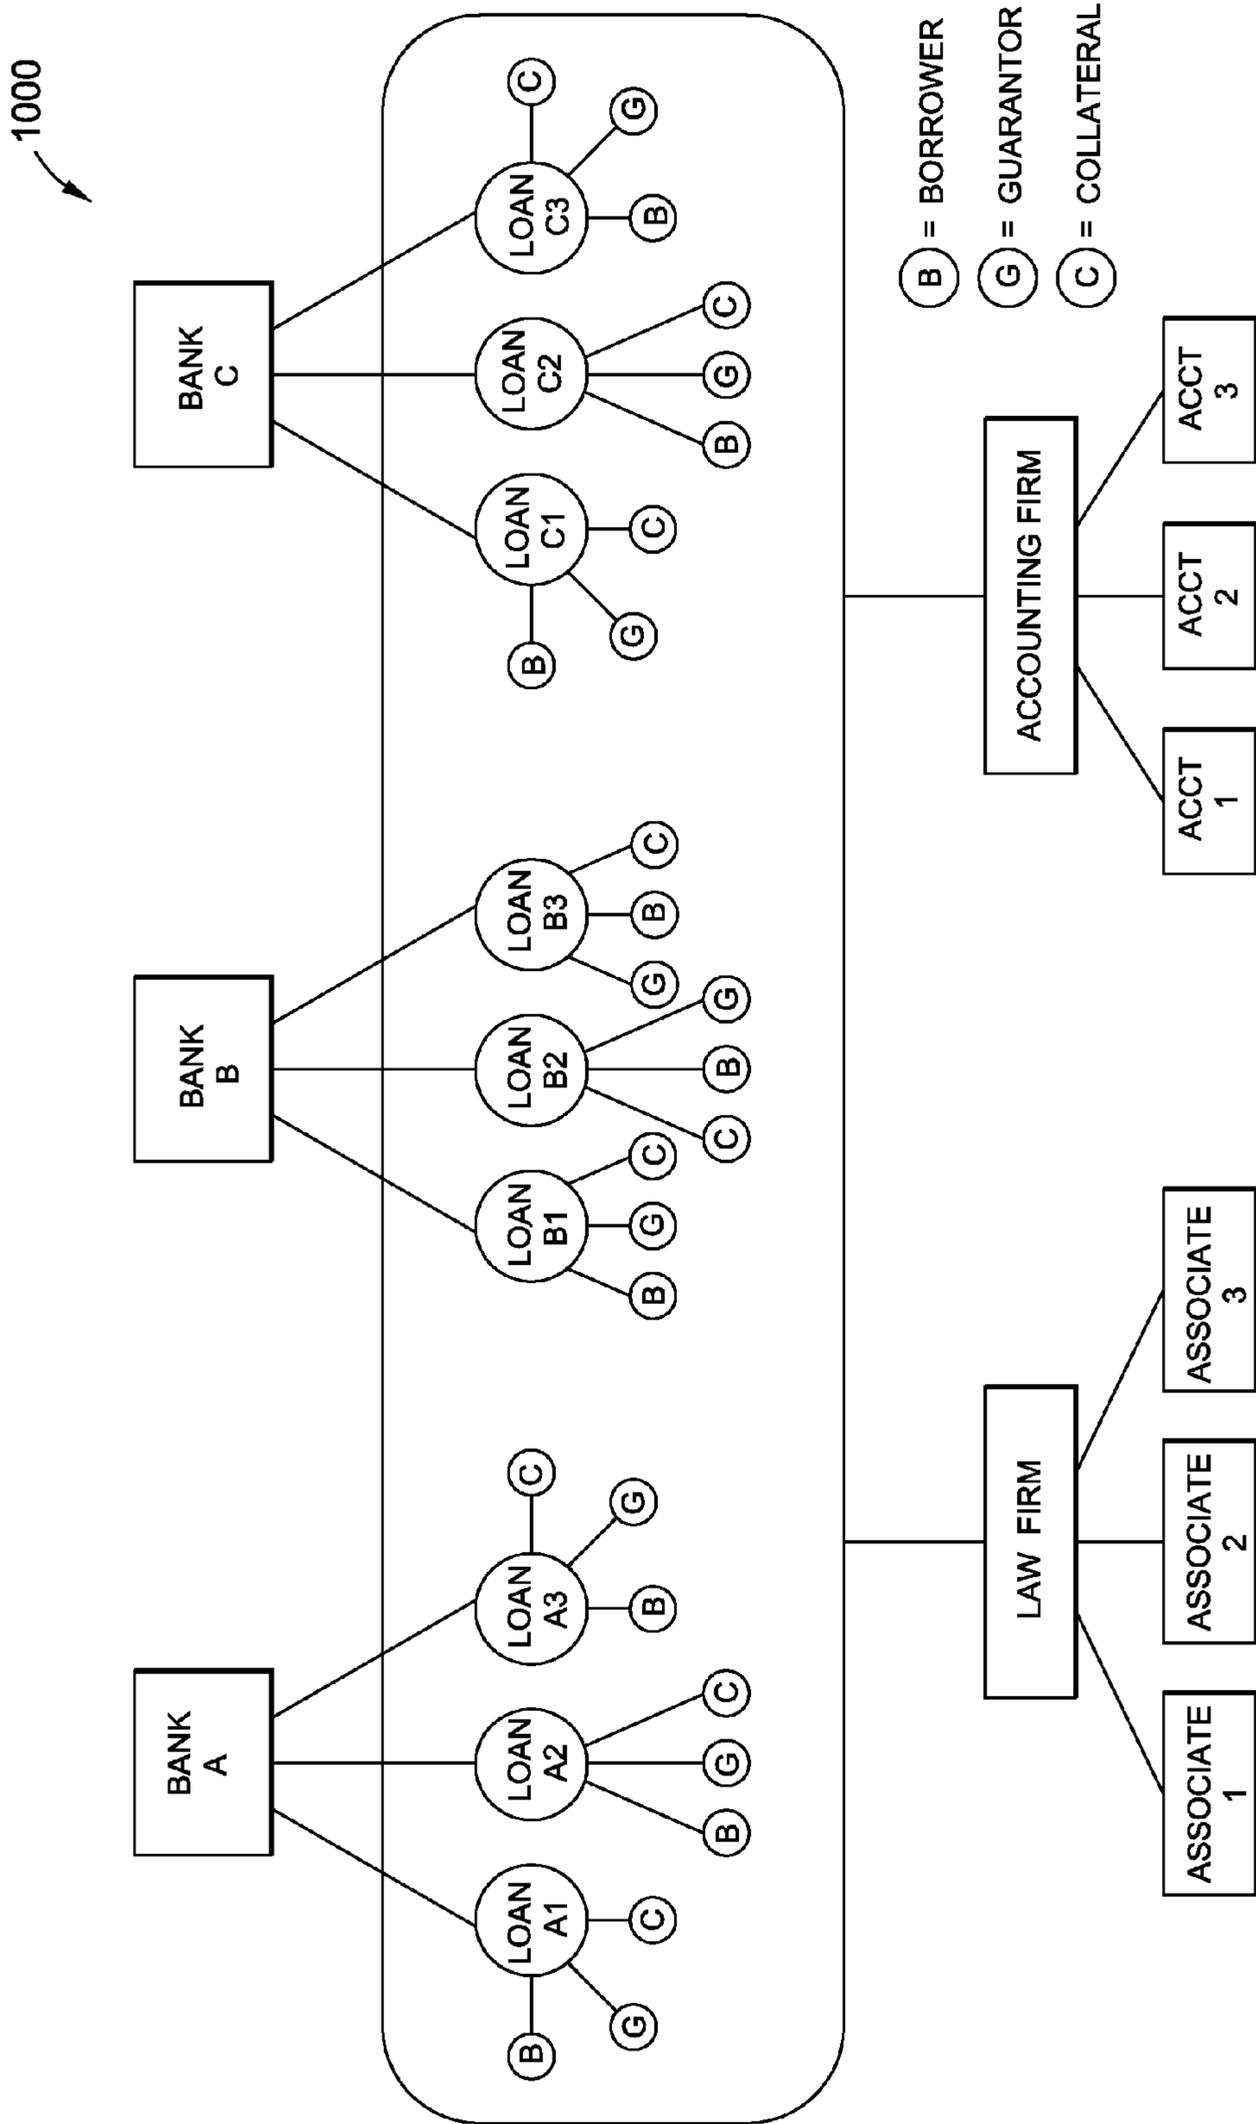 1000
BANK
A
BANK
B
BANK
C
LOAN
A1
B
G
C
LOAN
A2
B
G
C
LOAN
A3
B
G
C
LOAN
B1
B
G
C
LOAN
B2
C
B
G
LOAN
B3
G
B
C
LOAN
C1
B
G
C
LOAN
C2
B
G
C
LOAN
C3
B
G
C
B = BORROWER
G = GUARANTOR
C = COLLATERAL
LAW FIRM
ASSOCIATE
1
ASSOCIATE
2
ASSOCIATE
3
ACCOUNTING FIRM
ACCT
1
ACCT
2
ACCT
3